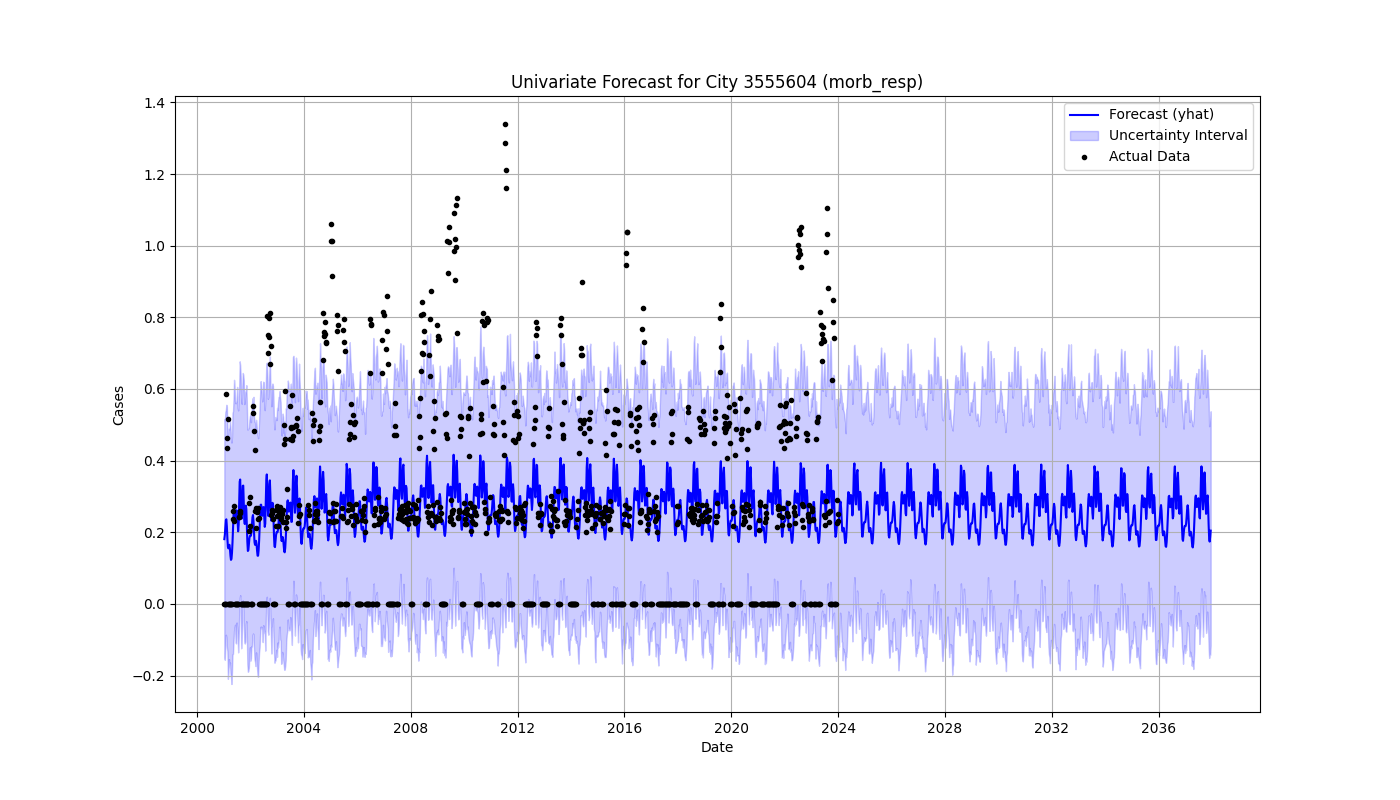 Univariate Forecast for City 3555604 (morb_resp)
Forecast (yhat)
Uncertainty Interval
Actual Data
Cases
1.4
1.2
1.0
0.8
0.6
0.4
0.2
0.0
−0.2
2000 2004 2008 2012 2016 2020 2024 2028 2032 2036
Date